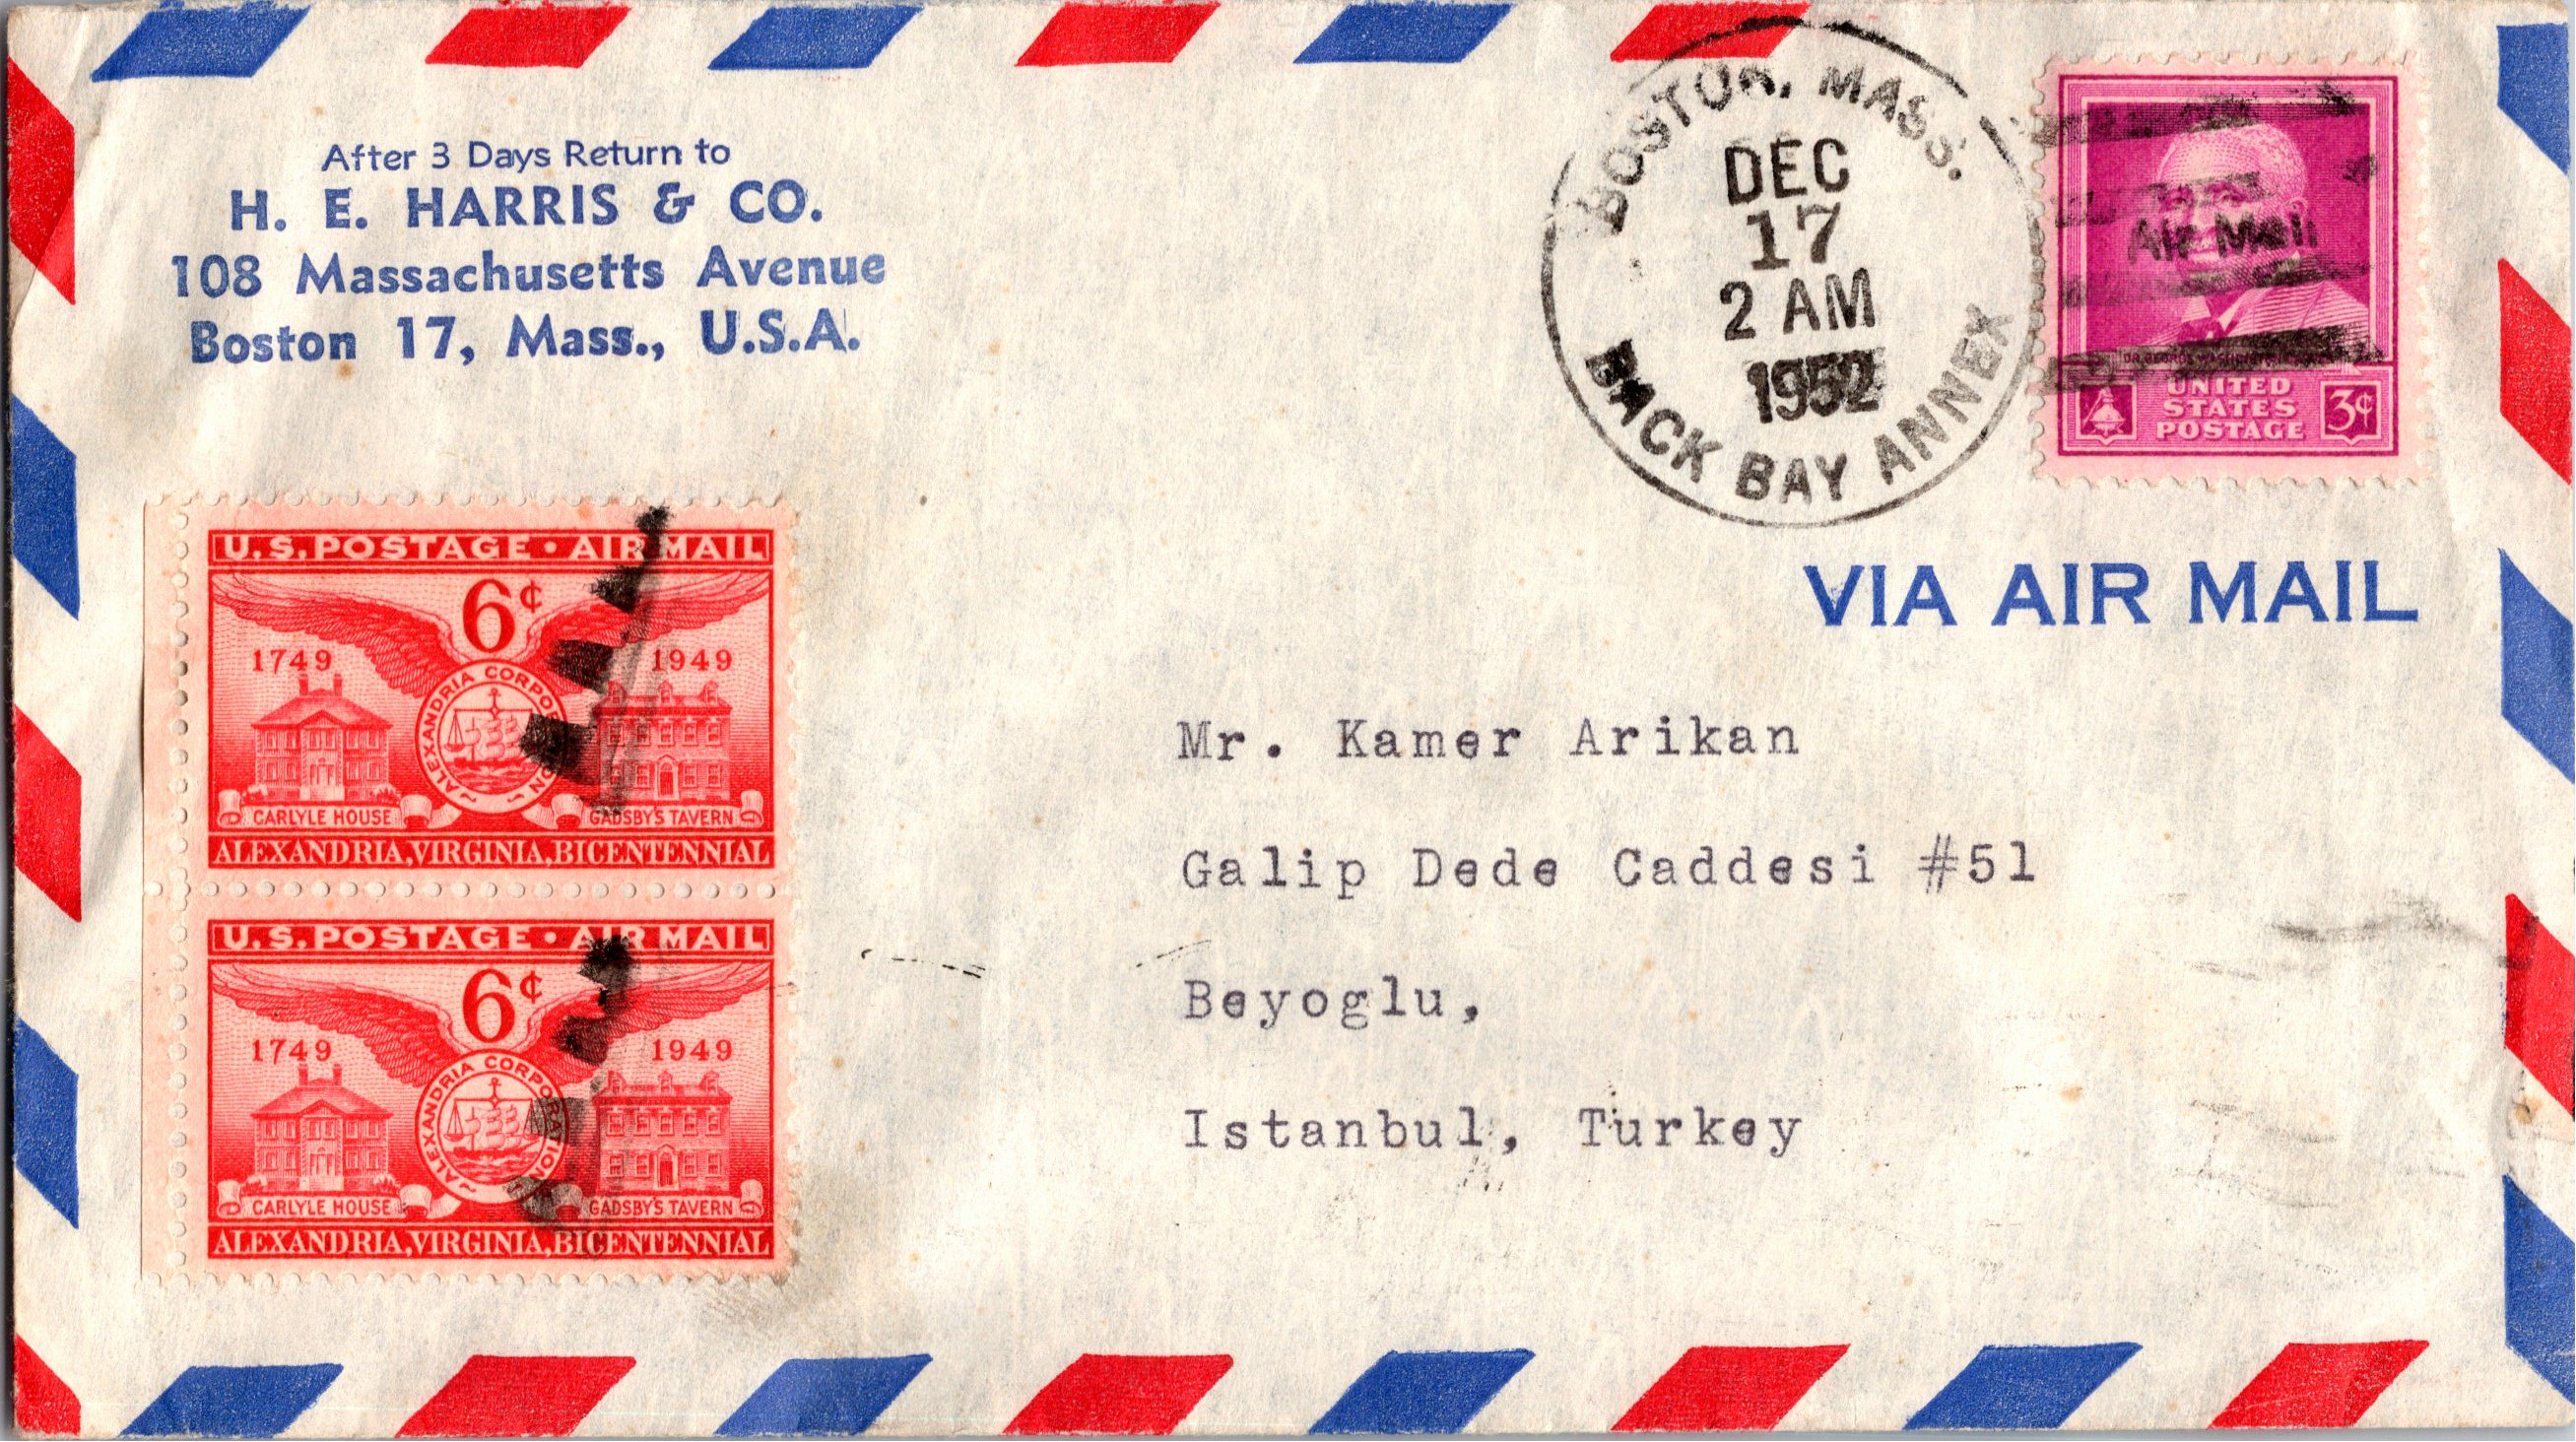 After 3 Days Return to
H. E. HARRIS & CO.
108 Massachusetts Avenue
Boston 17, Mass., U.S.A.
BOSTON, MASS.
DEC
17
2 AM
1952
BACK BAY ANNEX
Air Mail
DR. GEORGE WASHINGTON
UNITED
STATES
POSTAGE
3¢
VIA AIR MAIL
U.S. POSTAGE • AIR MAIL
6¢
1749 1949
ALEXANDRIA CORPORATION
CARLYLE HOUSE GADSBY'S TAVERN
ALEXANDRIA, VIRGINIA, BICENTENNIAL
U.S. POSTAGE • AIR MAIL
6¢
1749 1949
ALEXANDRIA CORPORATION
CARLYLE HOUSE GADSBY'S TAVERN
ALEXANDRIA, VIRGINIA, BICENTENNIAL
Mr. Kamer Arikan
Galip Dede Caddesi #51
Beyoglu,
Istanbul, Turkey